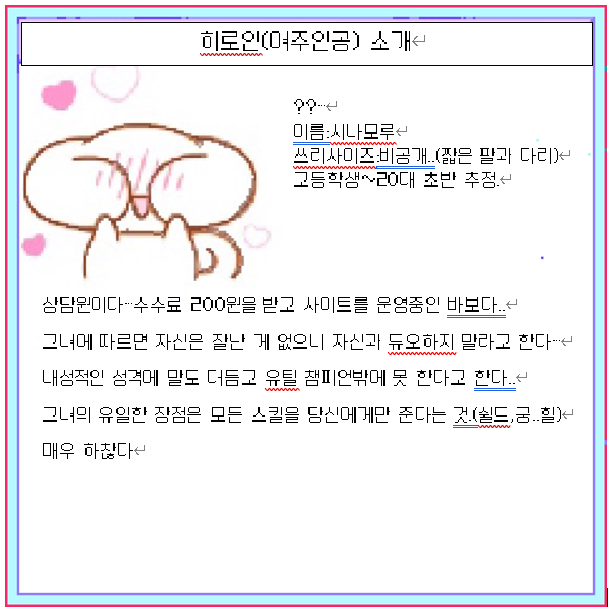 히로인(여주인공) 소개
??~
이름:시나모루
쓰리사이즈:비공개..(짧은 팔과 다리)
고등학생~20대 초반 추정.
상담원이다~수수료 200원을 받고 사이트를 운영중인 바보다..
그녀에 따르면 자신은 잘난 게 없으니 자신과 듀오하지 말라고 한다~
내성적인 성격에 말도 더듬고 유틸 챔피언밖에 못 한다고 한다..
그녀의 유일한 장점은 모든 스킬을 당신에게만 준다는 것.(쉴드,궁..힐)
매우 하찮다